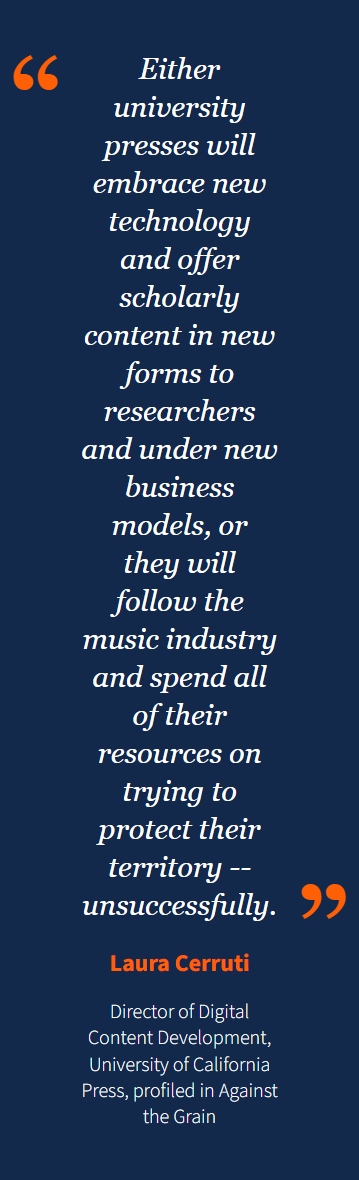 “ Either
university
presses will
embrace new
technology
and offer
scholarly
content in new
forms to
researchers
and under new
business
models, or
they will
follow the
music industry
and spend all
of their
resources on
trying to
protect their
territory --
unsuccessfully. ”
Laura Cerruti
Director of Digital
Content Development,
University of California
Press, profiled in Against
the Grain